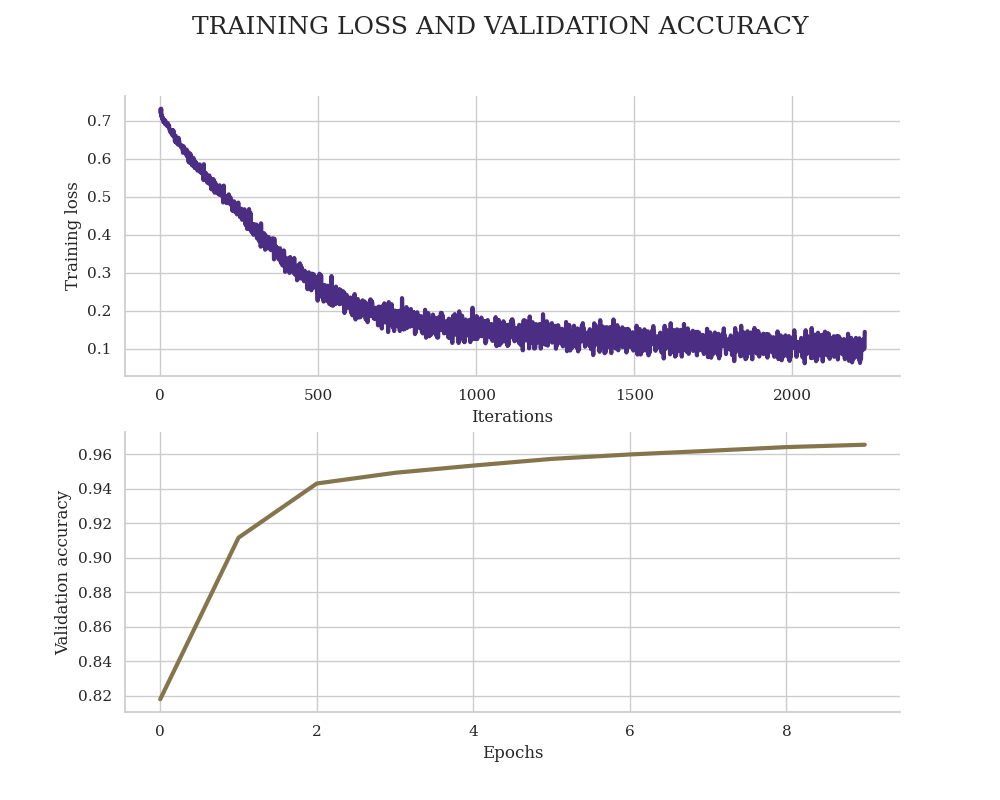 TRAINING LOSS AND VALIDATION ACCURACY
0.7
0.6
0.5
0.4
0.3
0.2
0.1
Training loss
0 500 1000 1500 2000
Iterations
0.96
0.94
0.92
0.90
0.88
0.86
0.84
0.82
Validation accuracy
0 2 4 6 8
Epochs